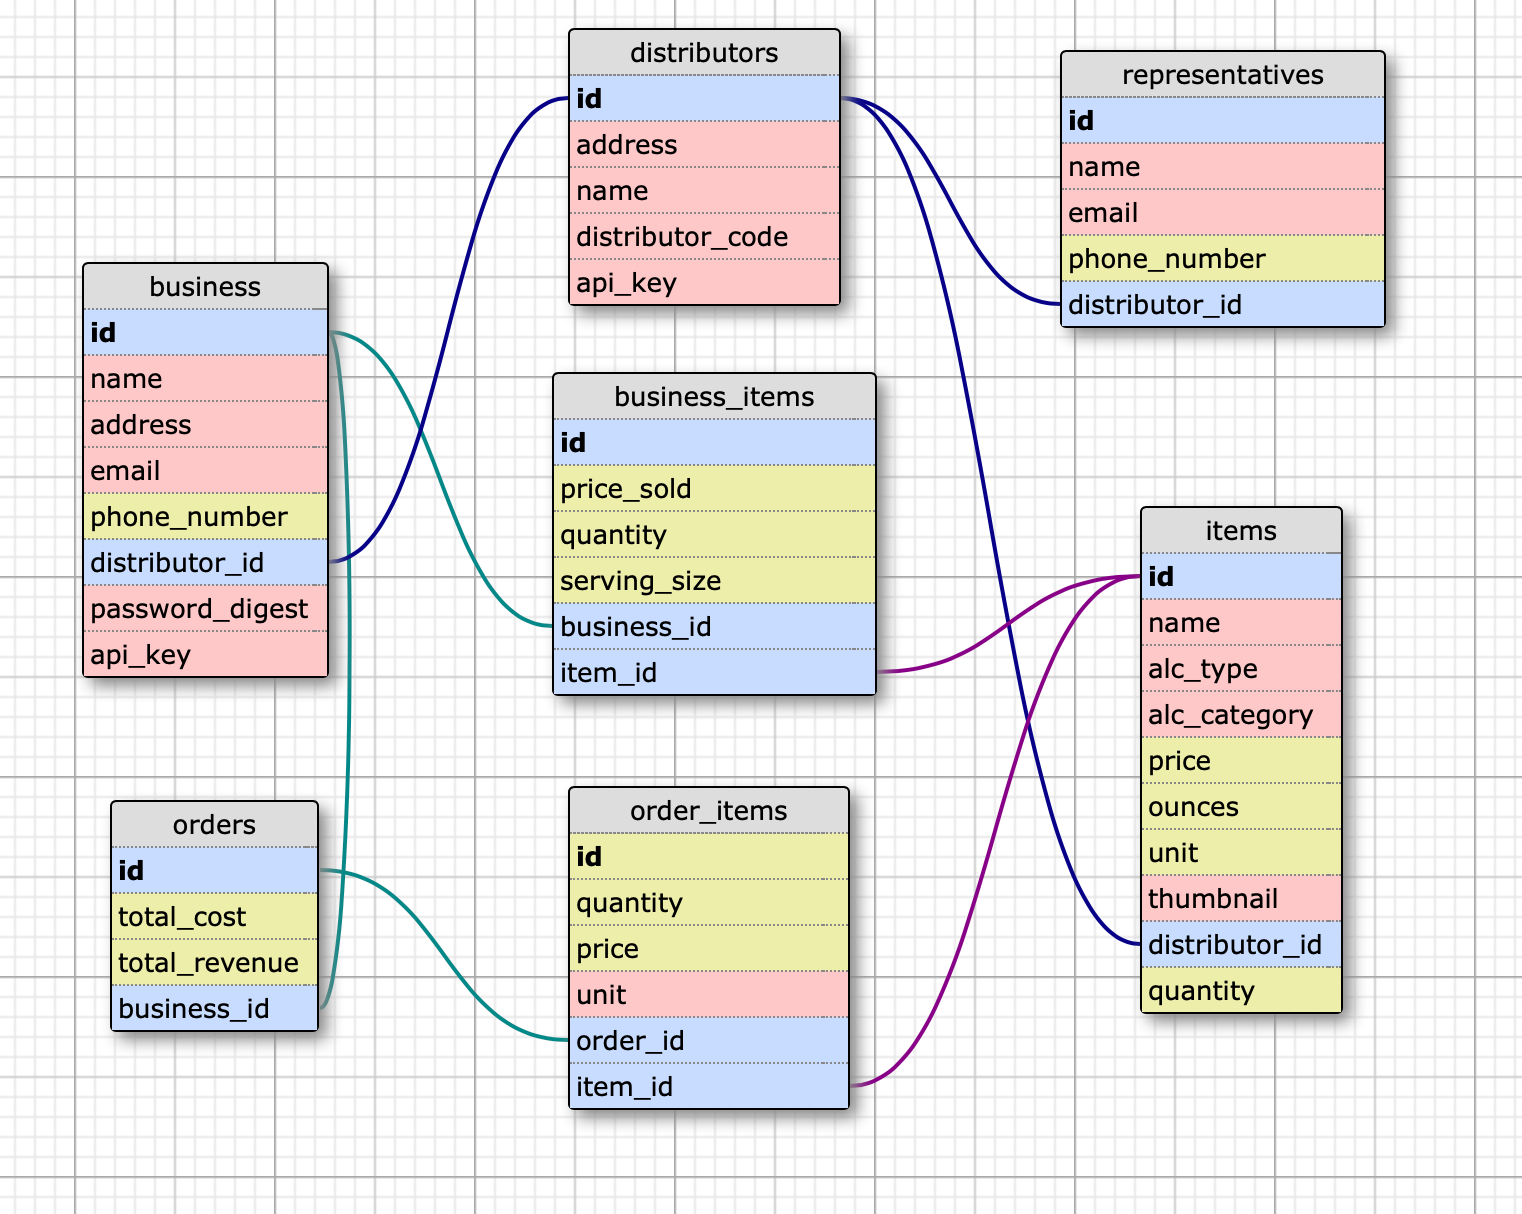 distributors
id
address
name
distributor_code
api_key
representatives
id
name
email
phone_number
distributor_id
business
id
name
address
email
phone_number
distributor_id
password_digest
api_key
business_items
id
price_sold
quantity
serving_size
business_id
item_id
items
id
name
alc_type
alc_category
price
ounces
unit
thumbnail
distributor_id
quantity
orders
id
total_cost
total_revenue
business_id
order_items
id
quantity
price
unit
order_id
item_id